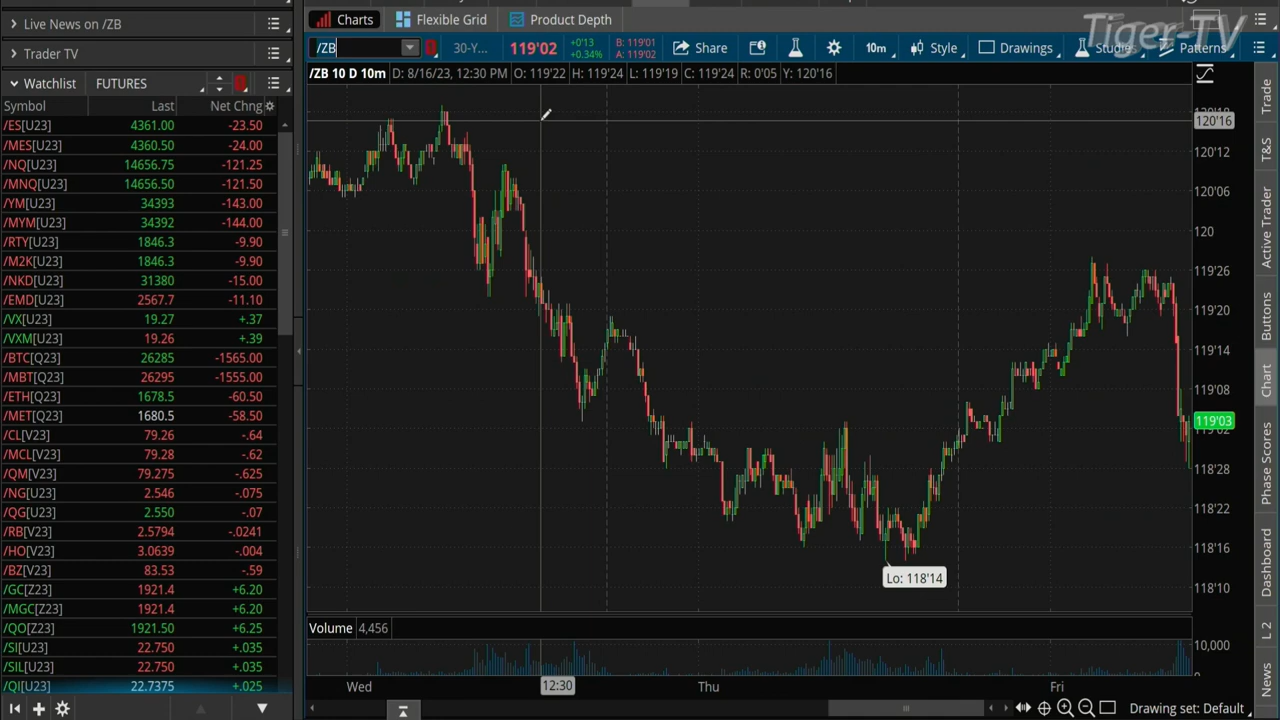 Live News on /ZB
Trader TV
Watchlist FUTURES
Symbol Last Net Chng
/ES[U23] 4361.00 -23.50
/MES[U23] 4360.50 -24.00
/NQ[U23] 14656.75 -121.25
/MNQ[U23] 14656.50 -121.50
/YM[U23] 34393 -143.00
/MYM[U23] 34392 -144.00
/RTY[U23] 1846.3 -9.90
/M2K[U23] 1846.3 -9.90
/NKD[U23] 31380 -15.00
/EMD[U23] 2567.7 -11.10
/VX[U23] 19.27 +.37
/VXM[U23] 19.26 +.39
/BTC[Q23] 26285 -1565.00
/MBT[Q23] 26295 -1555.00
/ETH[Q23] 1678.5 -60.50
/MET[Q23] 1680.5 -58.50
/CL[V23] 79.26 -.64
/MCL[V23] 79.28 -.62
/QM[V23] 79.275 -.625
/NG[U23] 2.546 -.075
/QG[U23] 2.550 -.07
/RB[V23] 2.5794 -.0241
/HO[V23] 3.0639 -.004
/BZ[V23] 83.53 -.59
/GC[Z23] 1921.4 +6.20
/MGC[Z23] 1921.4 +6.20
/QO[Z23] 1921.50 +6.25
/SI[U23] 22.750 +.035
/SIL[U23] 22.750 +.035
/QI[U23] 22.7375 +.025
Charts Flexible Grid Product Depth
Tiger-TV
/ZB 30-Y... 119'02 +0'13 +0.34% B: 119'01 A: 119'02 Share 10m Style Drawings Studies Patterns
/ZB 10 D 10m D: 8/16/23, 12:30 PM O: 119'22 H: 119'24 L: 119'19 C: 119'24 R: 0'05 Y: 120'16
120'18
120'16
120'12
120'06
120
119'26
119'20
119'14
119'08
119'03
119'02
118'28
118'22
118'16
118'10
Lo: 118'14
Volume 4,456
10,000
Wed 12:30 Thu Fri
Drawing set: Default
Trade
T&S
Active Trader
Buttons
Chart
Phase Scores
Dashboard
L 2
News